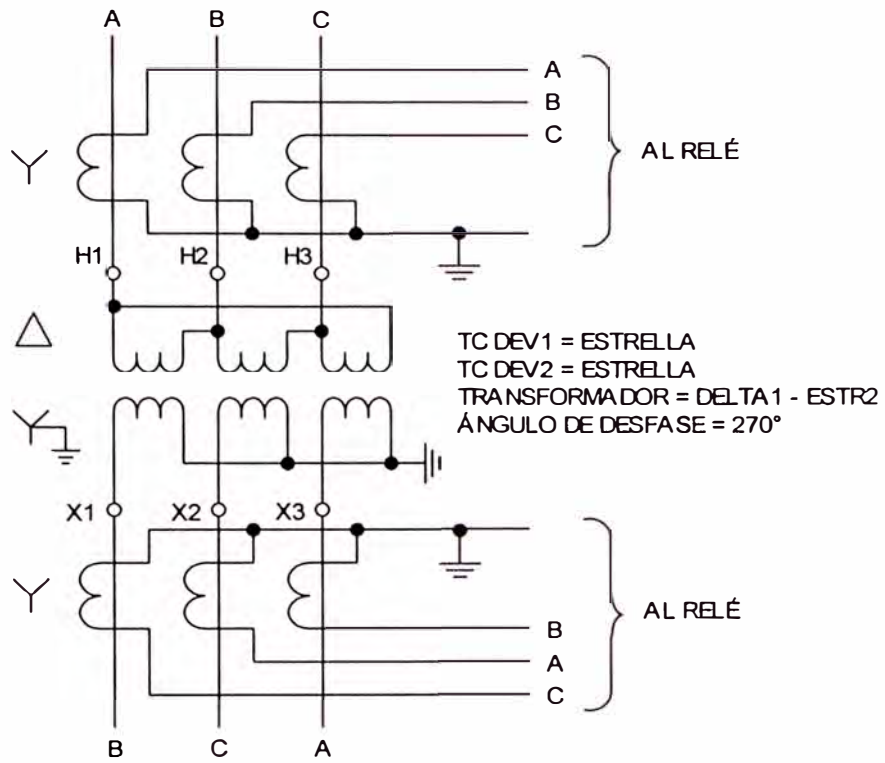 A B C
A
B
C
AL RELÉ
H1 H2 H3
TC DEV1 = ESTRELLA
TC DEV2 = ESTRELLA
TRANSFORMADOR = DELTA1 - ESTR2
ÁNGULO DE DESFASE = 270°
X1 X2 X3
B
A
C
AL RELÉ
B C A